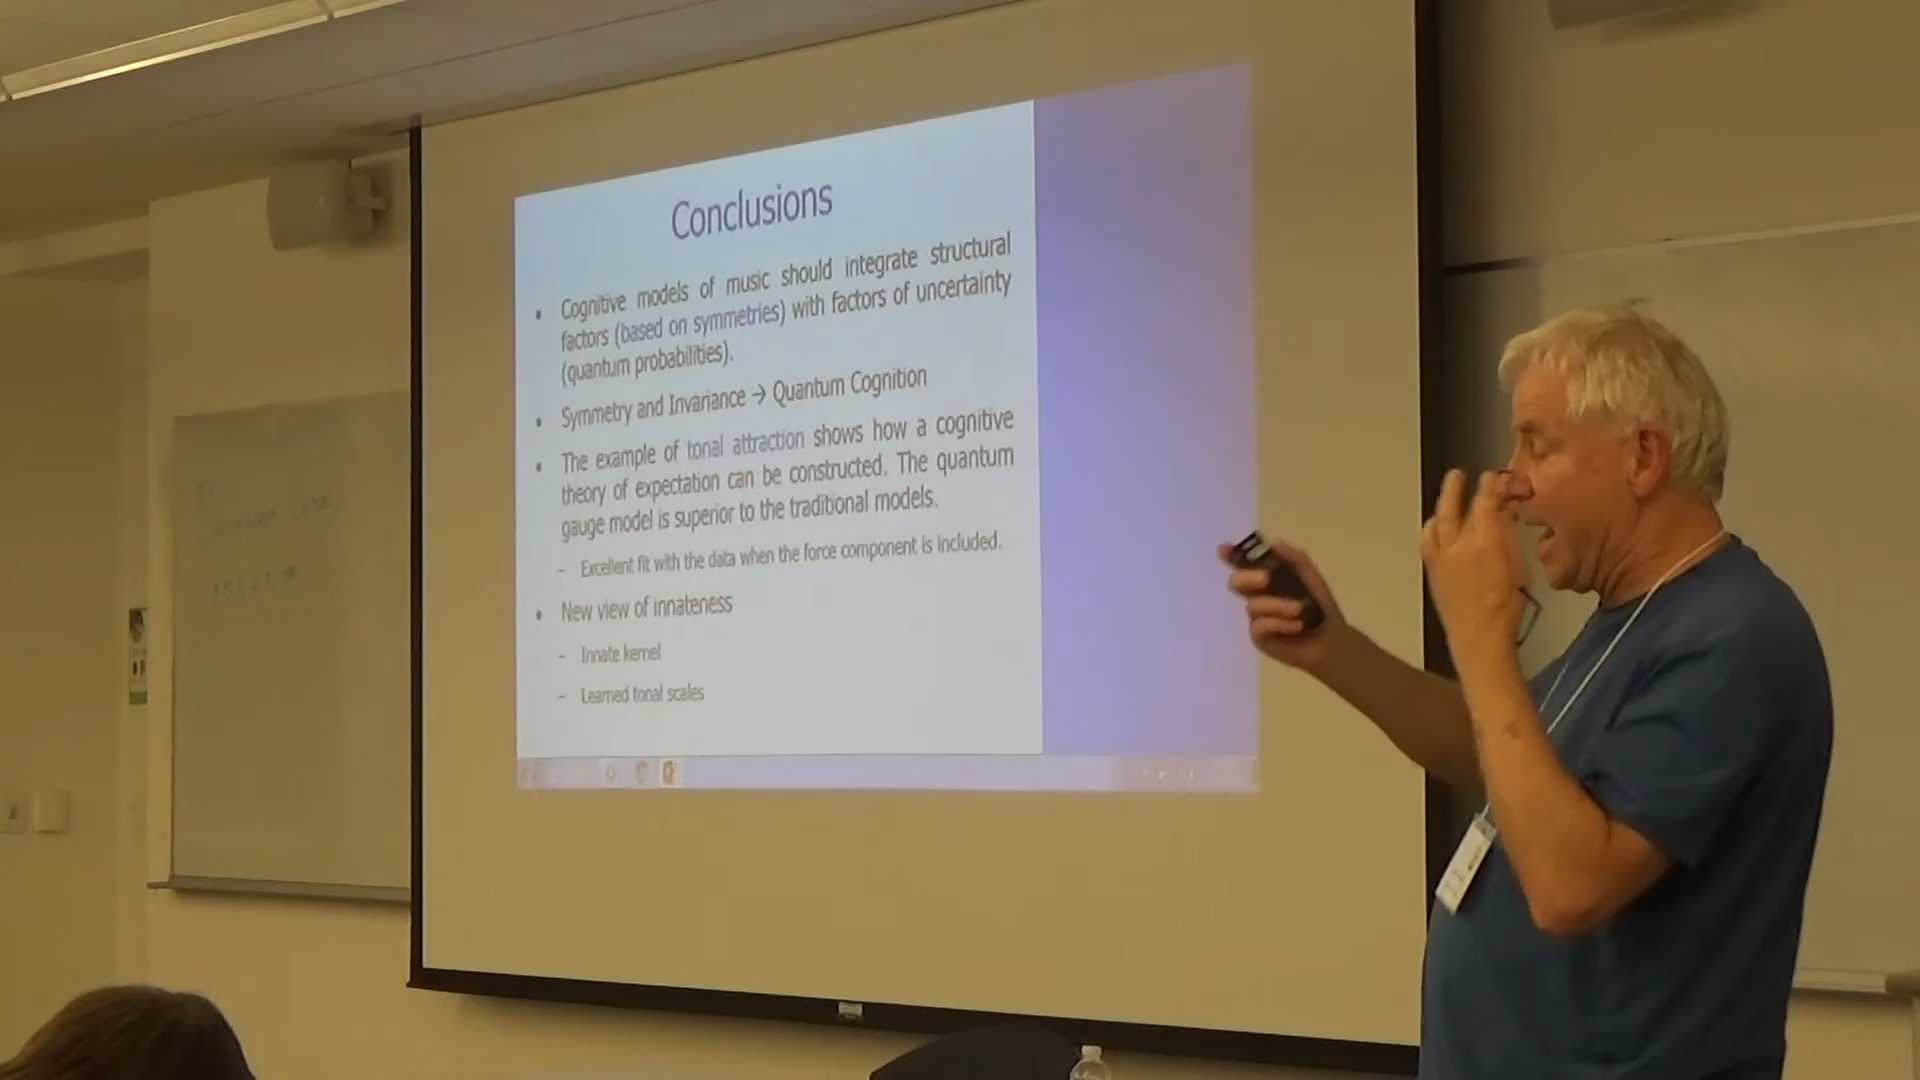 Conclusions
• Cognitive models of music should integrate structural
factors (based on symmetries) with factors of uncertainty
(quantum probabilities).
• Symmetry and Invariance → Quantum Cognition
• The example of tonal attraction shows how a cognitive
theory of expectation can be constructed. The quantum
gauge model is superior to the traditional models.
– Excellent fit with the data when the force component is included.
• New view of innateness
– Innate kernel
– Learned tonal scales